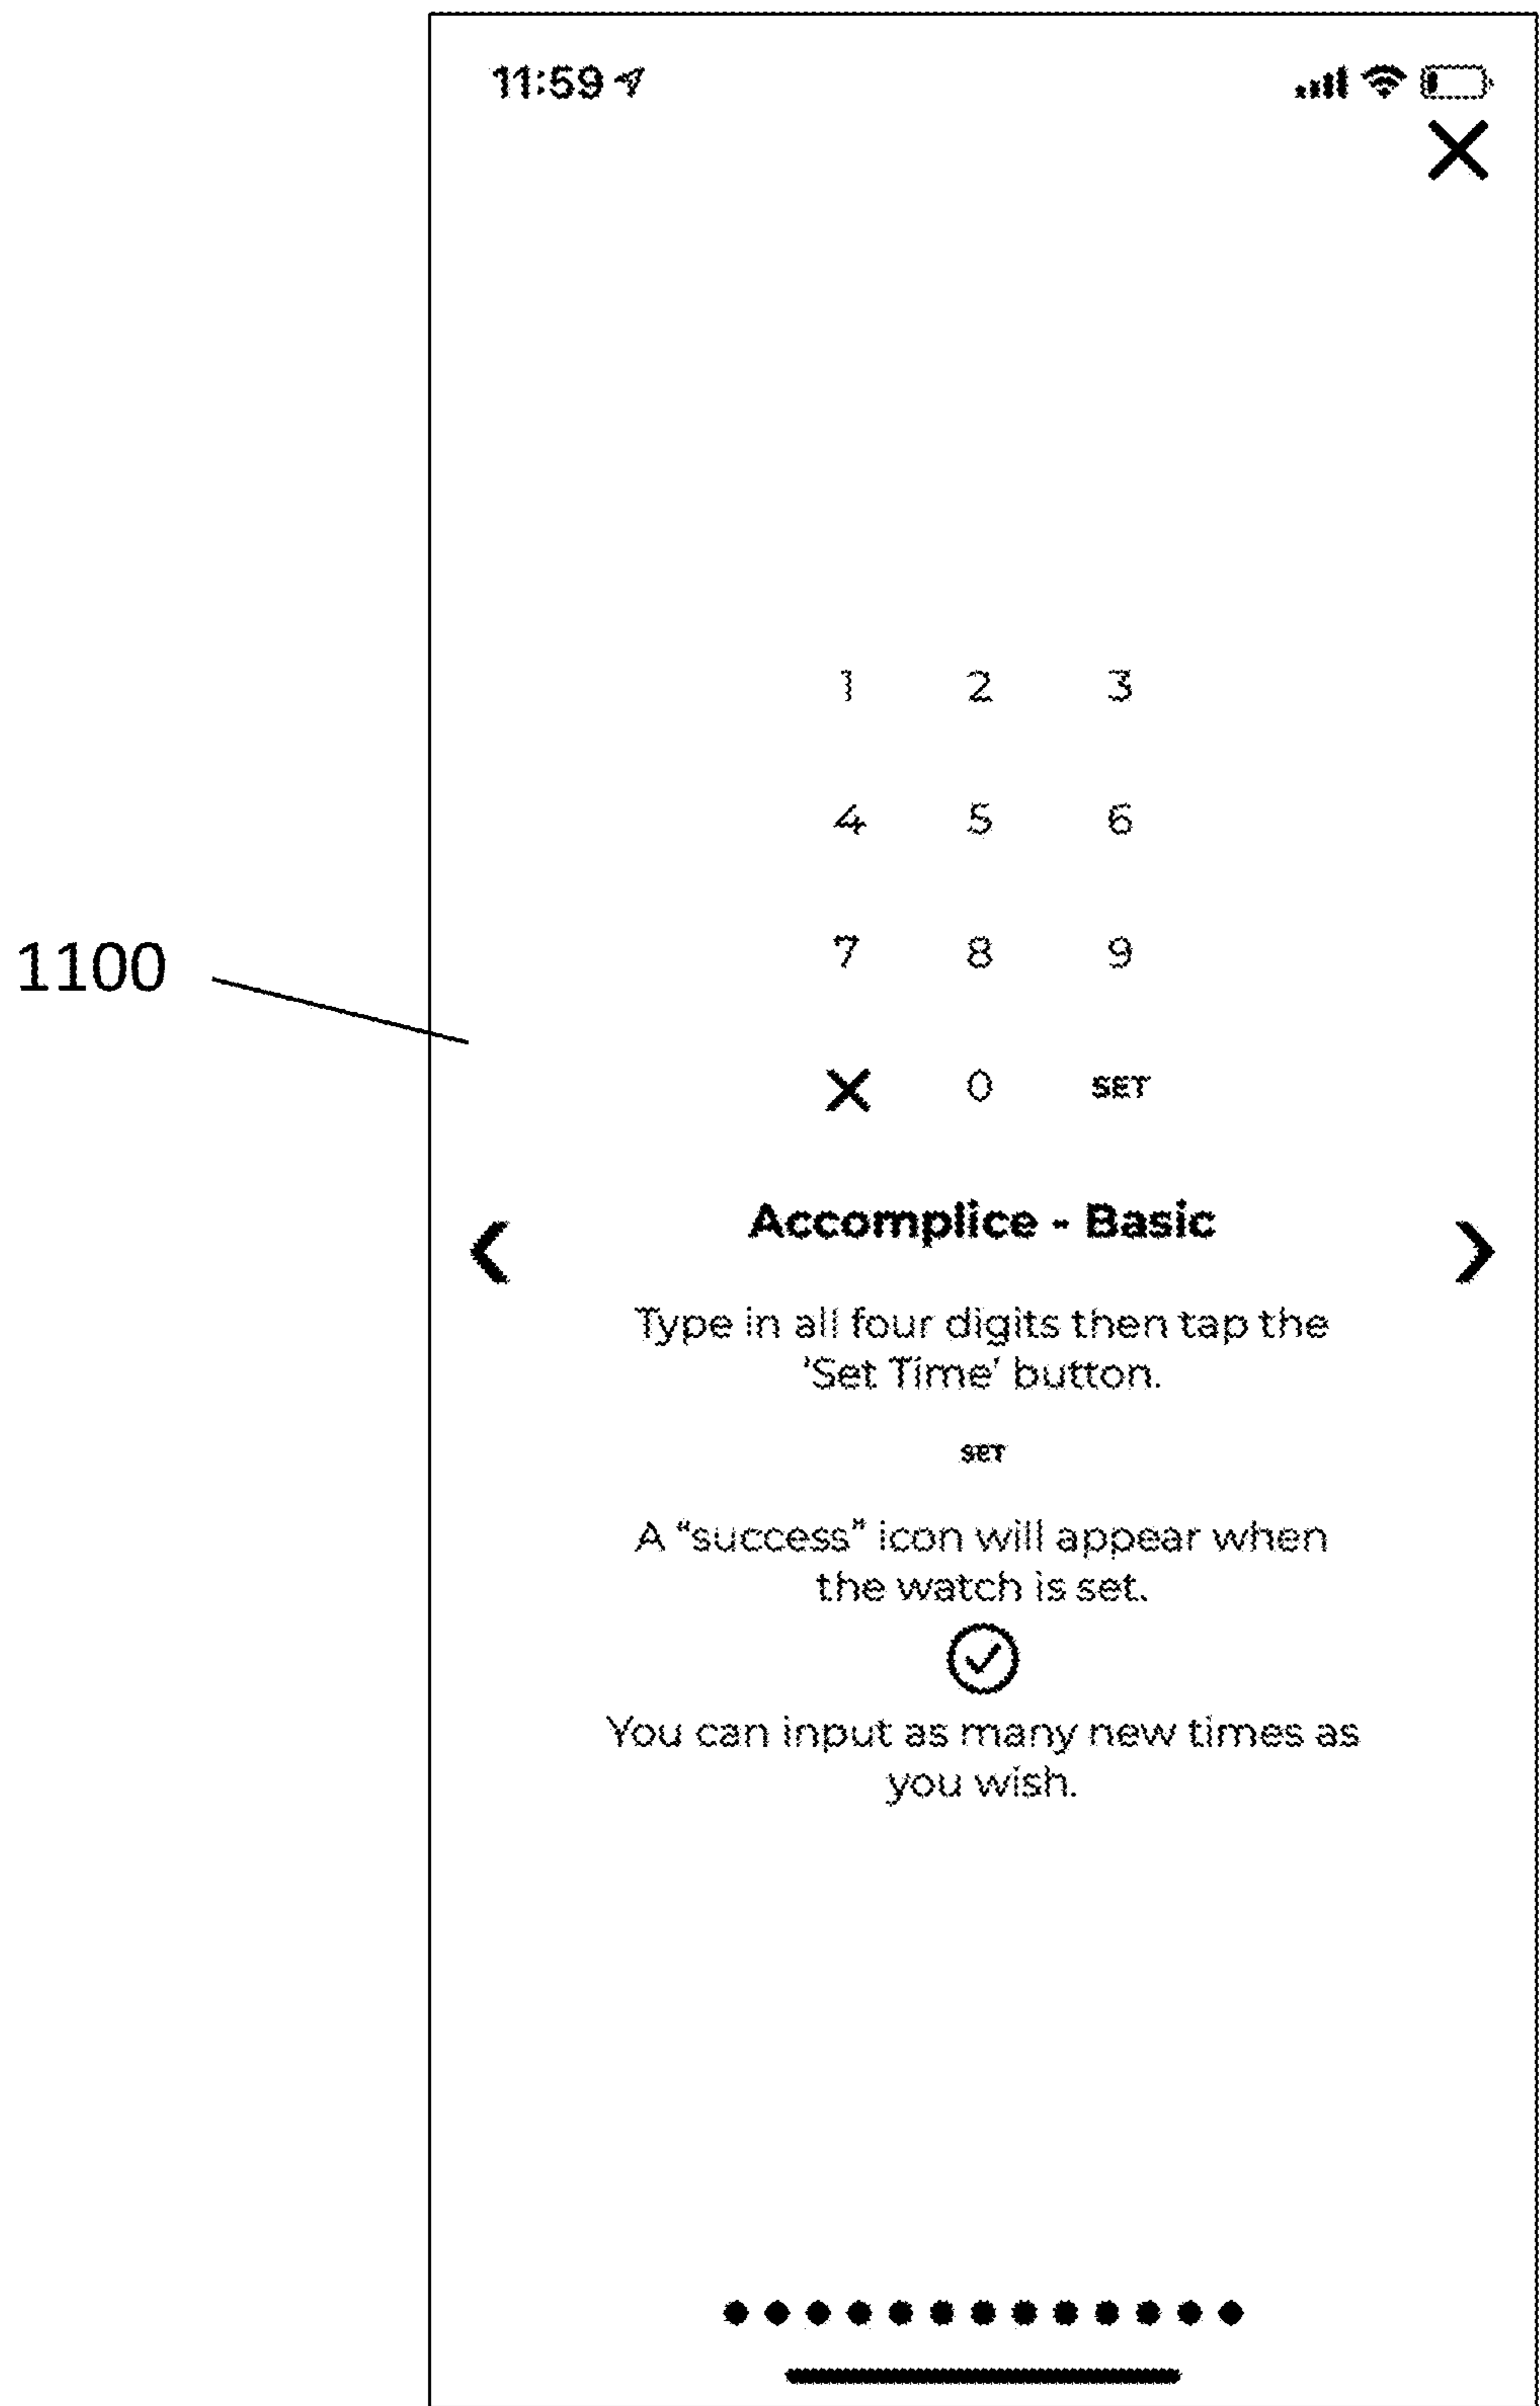 11:59
1 2 3
4 5 6
7 8 9
1100
0 SET
Accomplice - Basic
Type in all four digits then tap the
'Set Time' button.
SET
A “success” icon will appear when
the watch is set.
You can input as many new times as
you wish.